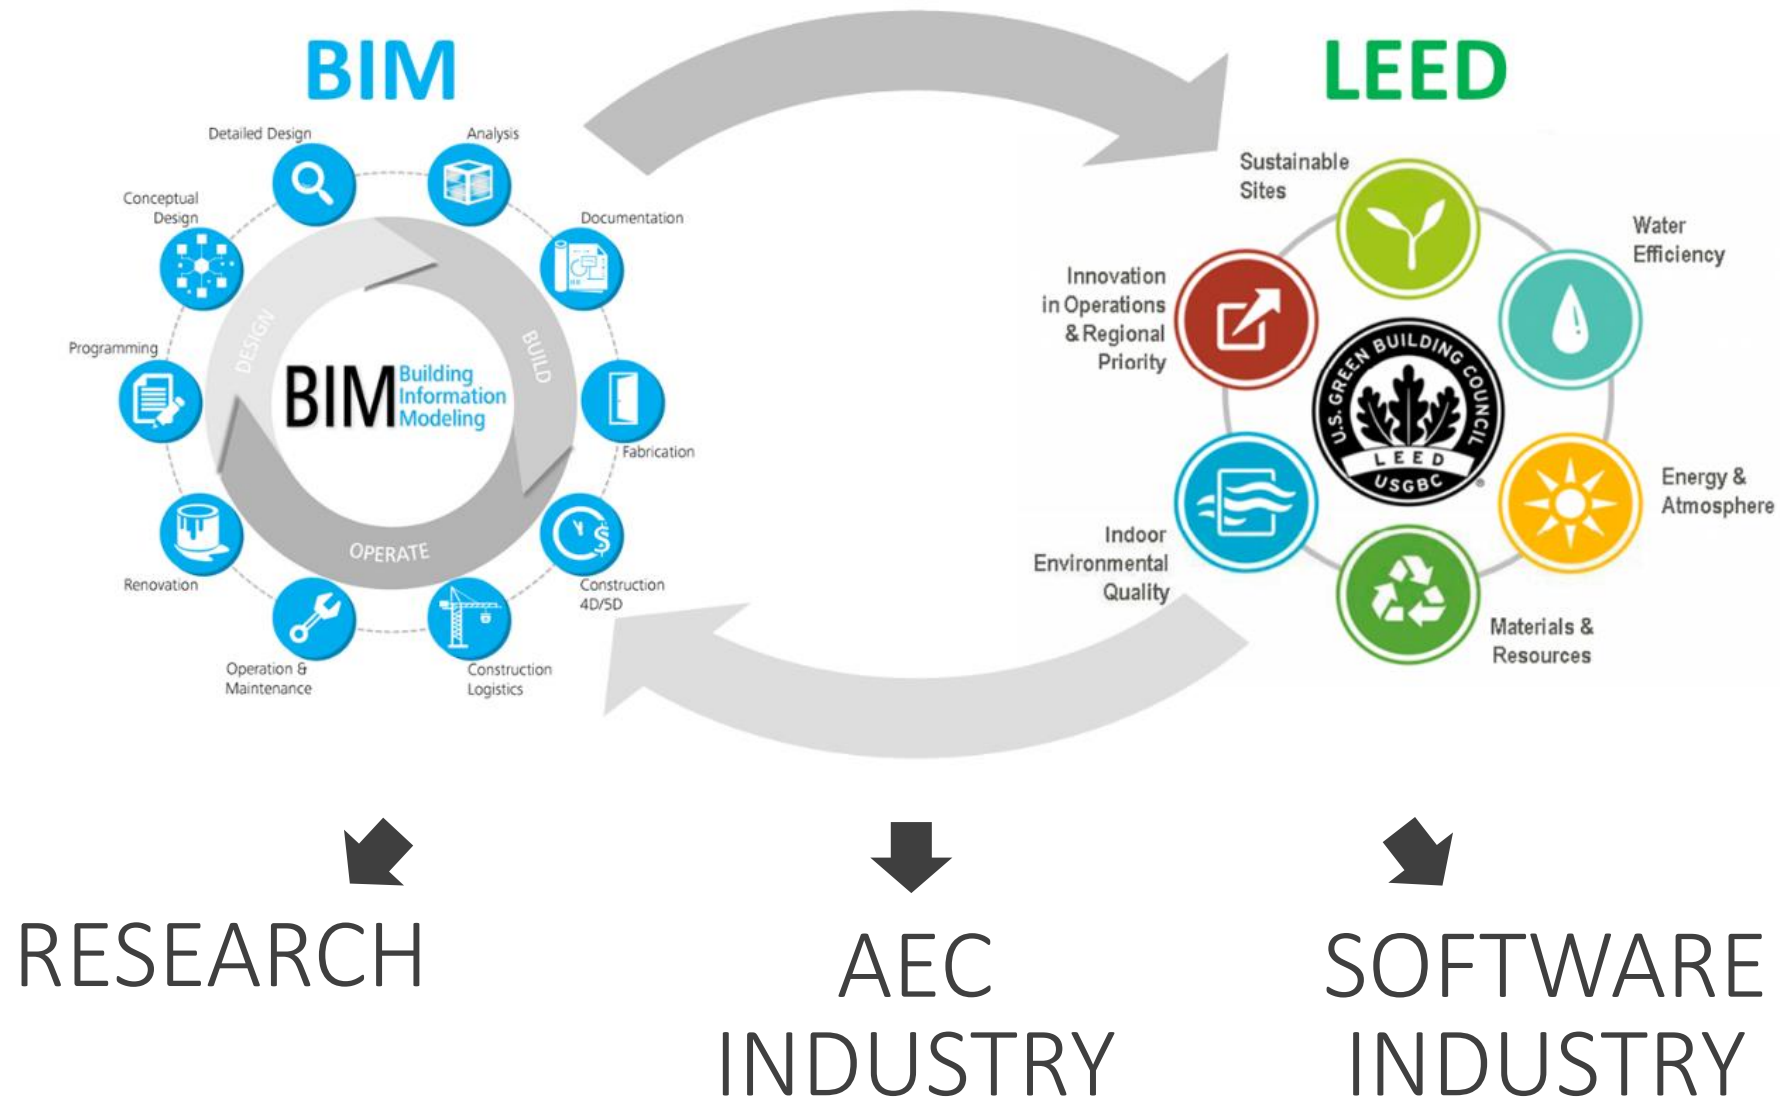 BIM
Detailed Design
Analysis
Conceptual
Design
Documentation
Programming
DESIGN
BUILD
OPERATE
BIM
Building
Information
Modeling
Fabrication
Renovation
Construction
4D/5D
Operation &
Maintenance
Construction
Logistics
LEED
Sustainable
Sites
Water
Efficiency
Innovation
in Operations
& Regional
Priority
U.S. GREEN BUILDING COUNCIL
LEED
USGBC
®
Energy &
Atmosphere
Indoor
Environmental
Quality
Materials &
Resources
RESEARCH
AEC
INDUSTRY
SOFTWARE
INDUSTRY